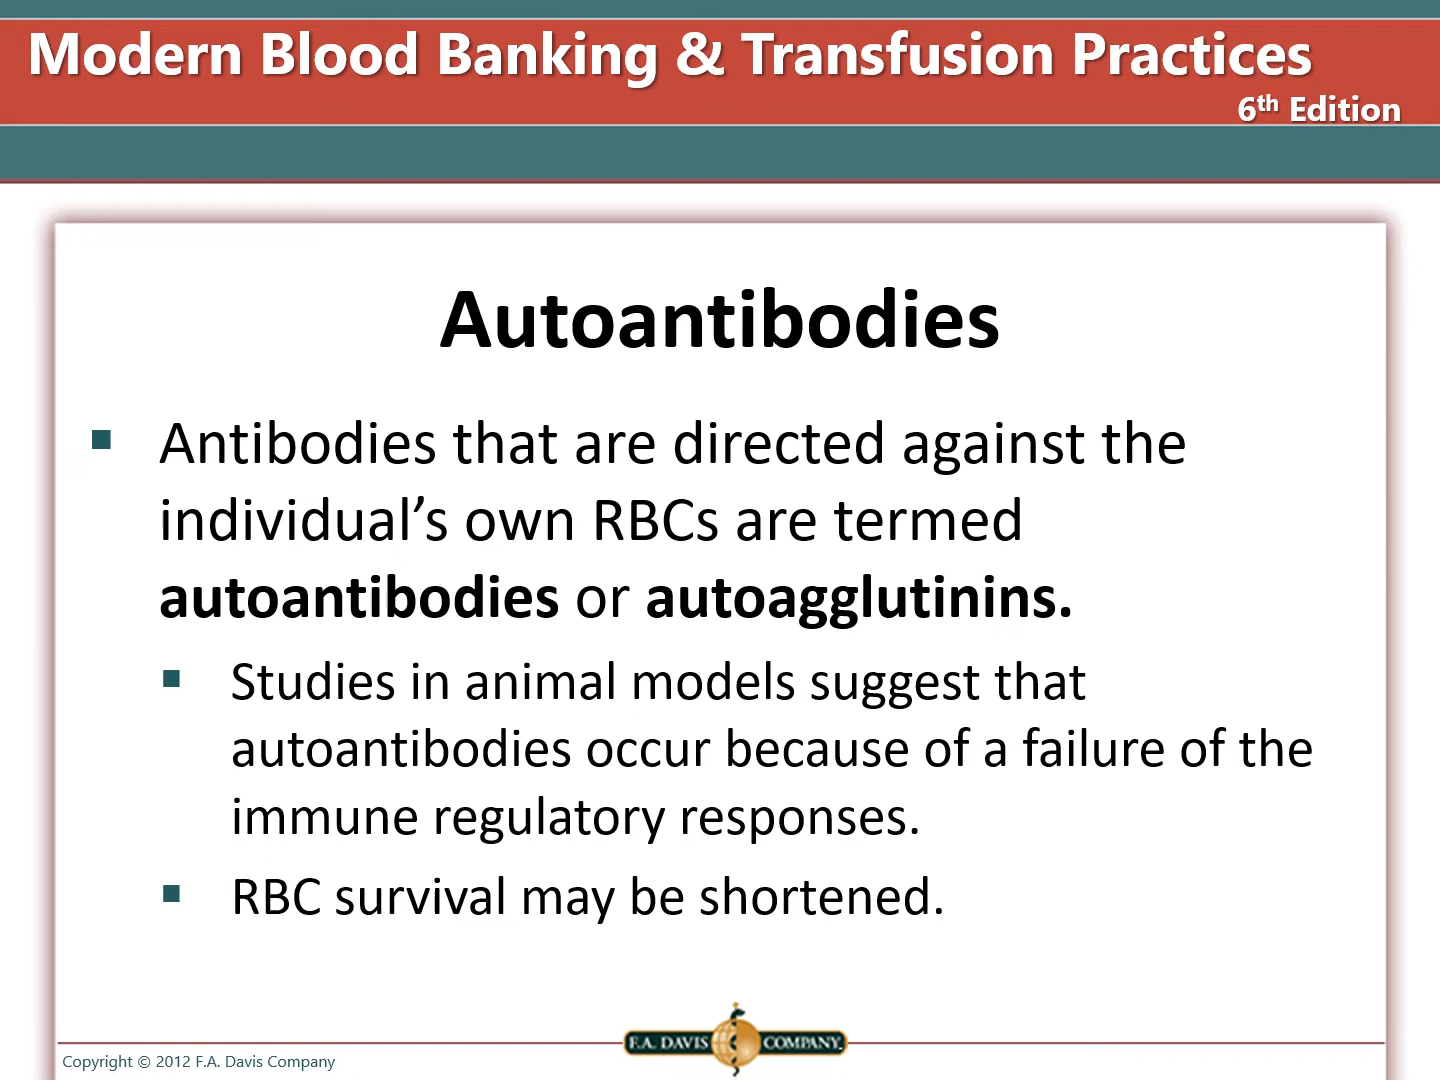 Modern Blood Banking & Transfusion Practices
6th Edition
Autoantibodies
▪ Antibodies that are directed against the
individual’s own RBCs are termed
autoantibodies or autoagglutinins.
▪ Studies in animal models suggest that
autoantibodies occur because of a failure of the
immune regulatory responses.
▪ RBC survival may be shortened.
F.A. DAVIS COMPANY
Copyright © 2012 F.A. Davis Company